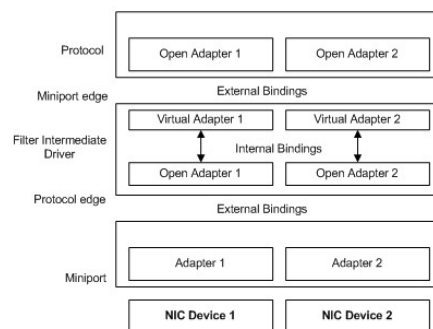 Protocol
Open Adapter 1
Open Adapter 2
Miniport edge
External Bindings
Virtual Adapter 1
Virtual Adapter 2
Filter Intermediate
Driver
Internal Bindings
Open Adapter 1
Open Adapter 2
Protocol edge
External Bindings
Miniport
Adapter 1
Adapter 2
NIC Device 1
NIC Device 2